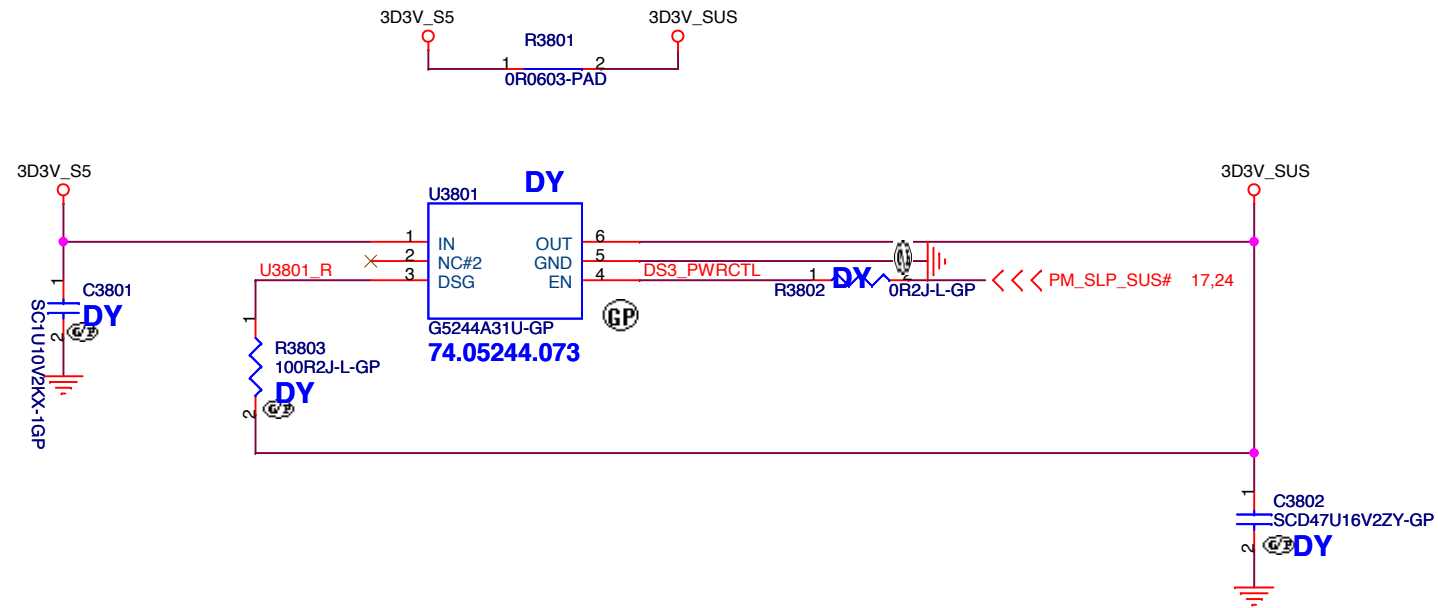 3D3V_S5
3D3V_SUS
R3801
1
2
0R0603-PAD
3D3V_S5
3D3V_SUS
DY
U3801
1
IN
OUT
6
2
NC#2
GND
5
3
DSG
EN
4
U3801_R
DS3_PWRCTL
1
DY
2
R3802
0R2J-L-GP
PM_SLP_SUS# 17,24
G5244A31U-GP
GP
74.05244.073
1
C3801
SC1U10V2KX-1GP
DY
2
1
R3803
100R2J-L-GP
DY
2
1
C3802
SCD47U16V2ZY-GP
2
DY